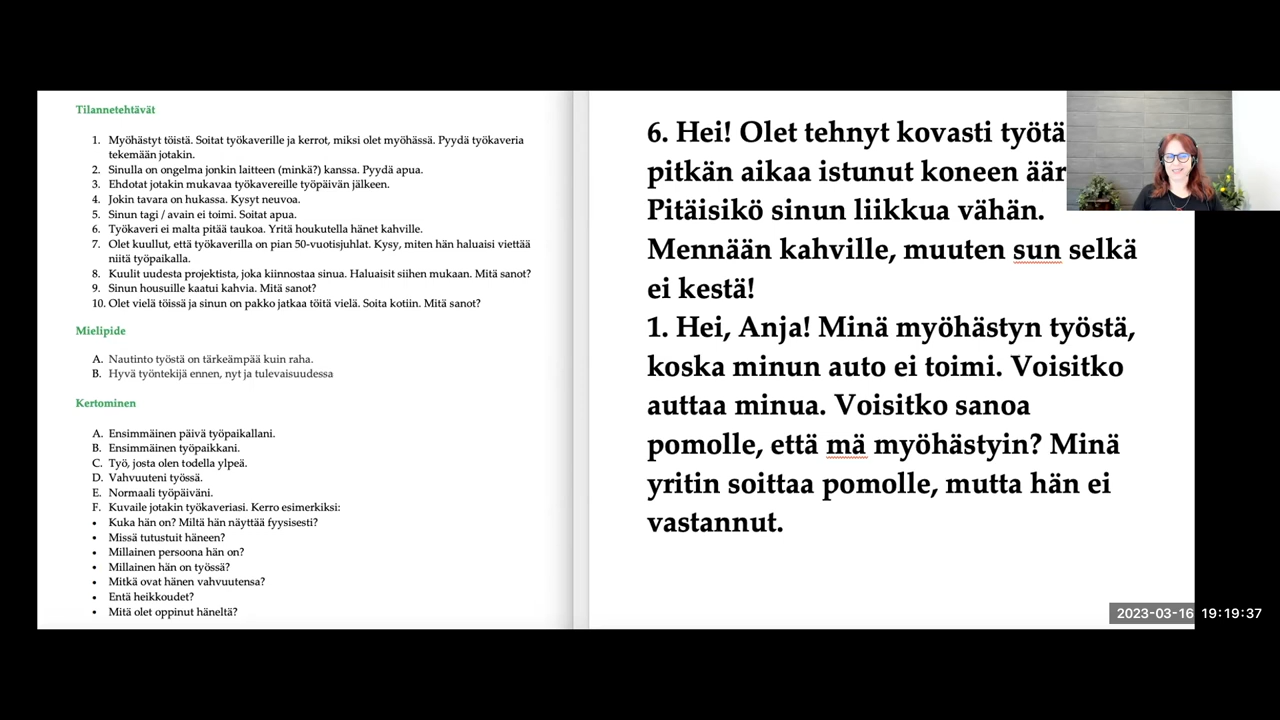 Tilannetehtävät
1. Myöhästyt töistä. Soitat työkaverille ja kerrot, miksi olet myöhässä. Pyydä työkaveria
tekemään jotakin.
2. Sinulla on ongelma jonkin laitteen (minkä?) kanssa. Pyydä apua.
3. Ehdotat jotakin mukavaa työkavereille työpäivän jälkeen.
4. Jokin tavara on hukassa. Kysyt neuvoa.
5. Sinun tagi / avain ei toimi. Soitat apua.
6. Työkaveri ei malta pitää taukoa. Yritä houkutella hänet kahville.
7. Olet kuullut, että työkaverilla on pian 50-vuotisjuhlat. Kysy, miten hän haluaisi viettää
niitä työpaikalla.
8. Kuulit uudesta projektista, joka kiinnostaa sinua. Haluaisit siihen mukaan. Mitä sanot?
9. Sinun housuille kaatui kahvia. Mitä sanot?
10. Olet vielä töissä ja sinun on pakko jatkaa töitä vielä. Soita kotiin. Mitä sanot?
Mielipide
A. Nautinto työstä on tärkeämpää kuin raha.
B. Hyvä työntekijä ennen, nyt ja tulevaisuudessa
Kertominen
A. Ensimmäinen päivä työpaikallani.
B. Ensimmäinen työpaikkani.
C. Työ, josta olen todella ylpeä.
D. Vahvuuteni työssä.
E. Normaali työpäiväni.
F. Kuvaile jotakin työkaveriasi. Kerro esimerkiksi:
• Kuka hän on? Miltä hän näyttää fyysisesti?
• Missä tutustuit häneen?
• Millainen persoona hän on?
• Millainen hän on työssä?
• Mitkä ovat hänen vahvuutensa?
• Entä heikkoudet?
• Mitä olet oppinut häneltä?
6. Hei! Olet tehnyt kovasti työtä
pitkän aikaa istunut koneen äär
Pitäisikö sinun liikkua vähän.
Mennään kahville, muuten sun selkä
ei kestä!
1. Hei, Anja! Minä myöhästyn työstä,
koska minun auto ei toimi. Voisitko
auttaa minua. Voisitko sanoa
pomolle, että mä myöhästyin? Minä
yritin soittaa pomolle, mutta hän ei
vastannut.
2023-03-16 19:19:37